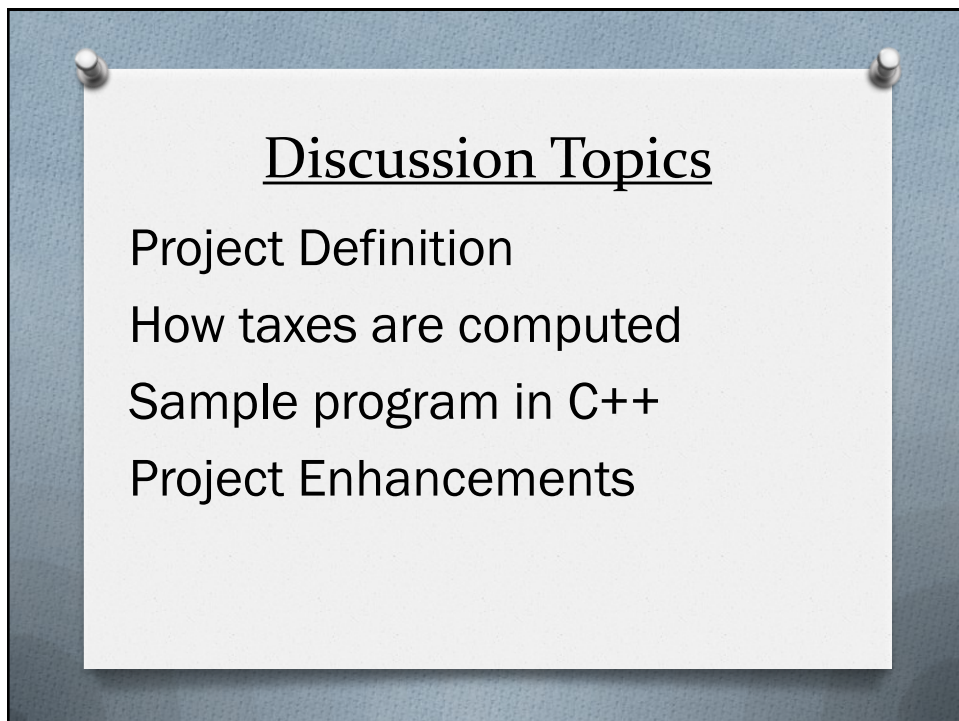 Discussion Topics
Project Definition
How taxes are computed
Sample program in C++
Project Enhancements